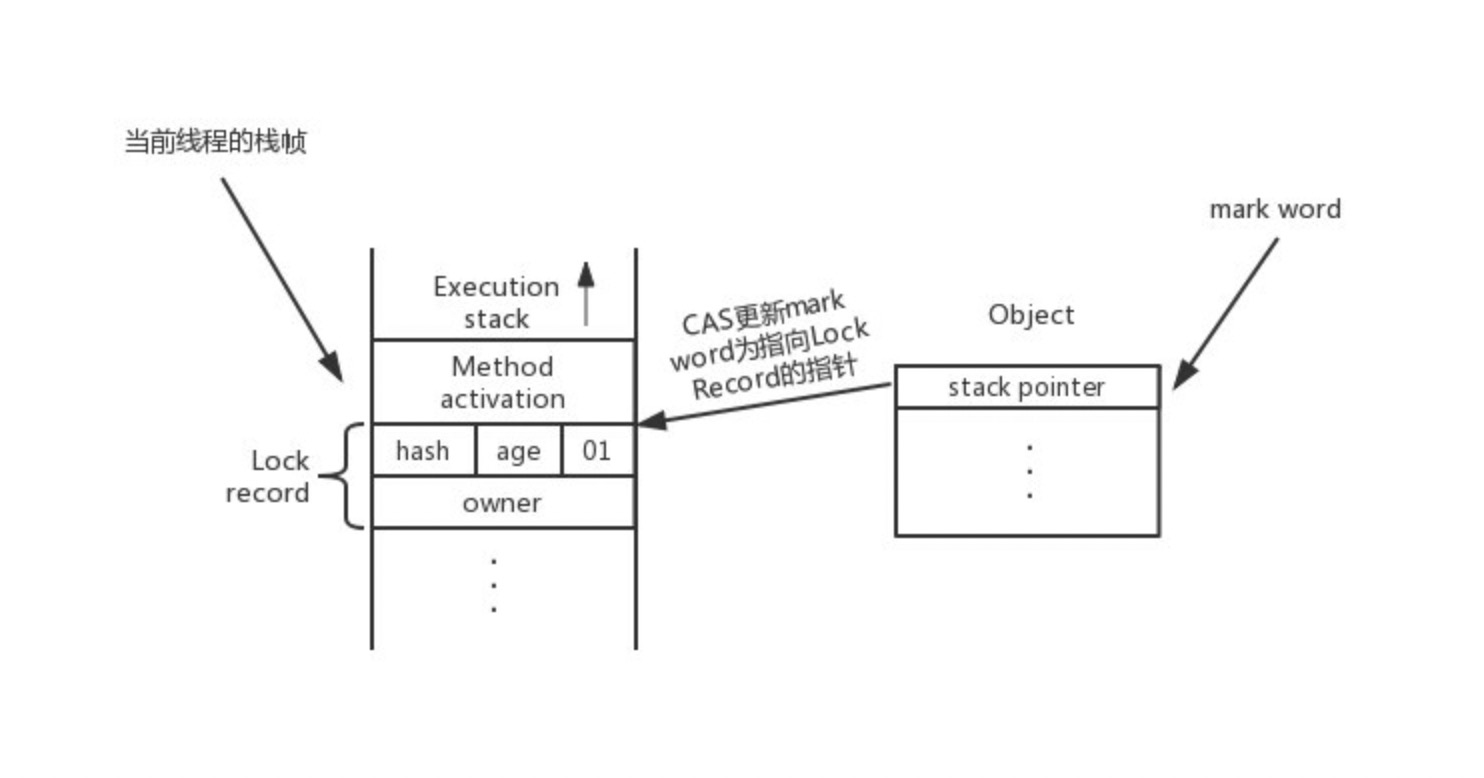 当前线程的栈帧
mark word
Execution
stack
Method
activation
CAS更新mark
word为指向Lock
Record的指针
Object
stack pointer
Lock
record
hash age 01
owner